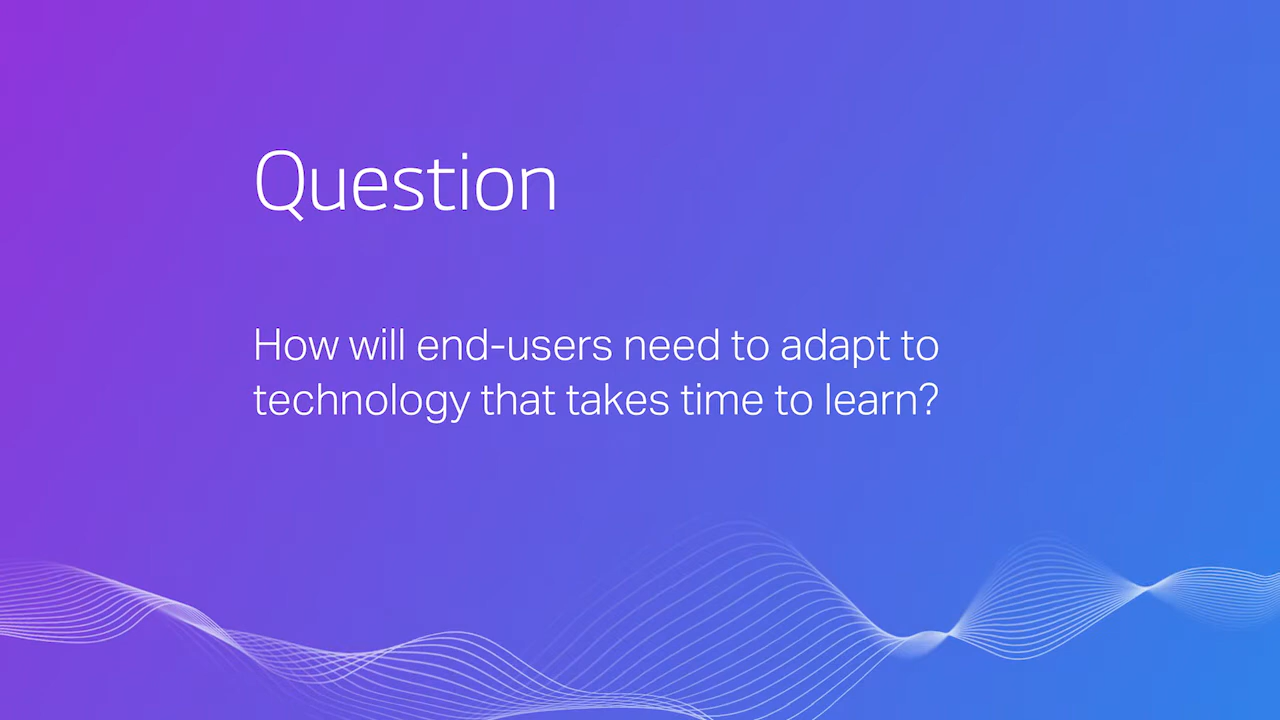 Question
How will end-users need to adapt to
technology that takes time to learn?